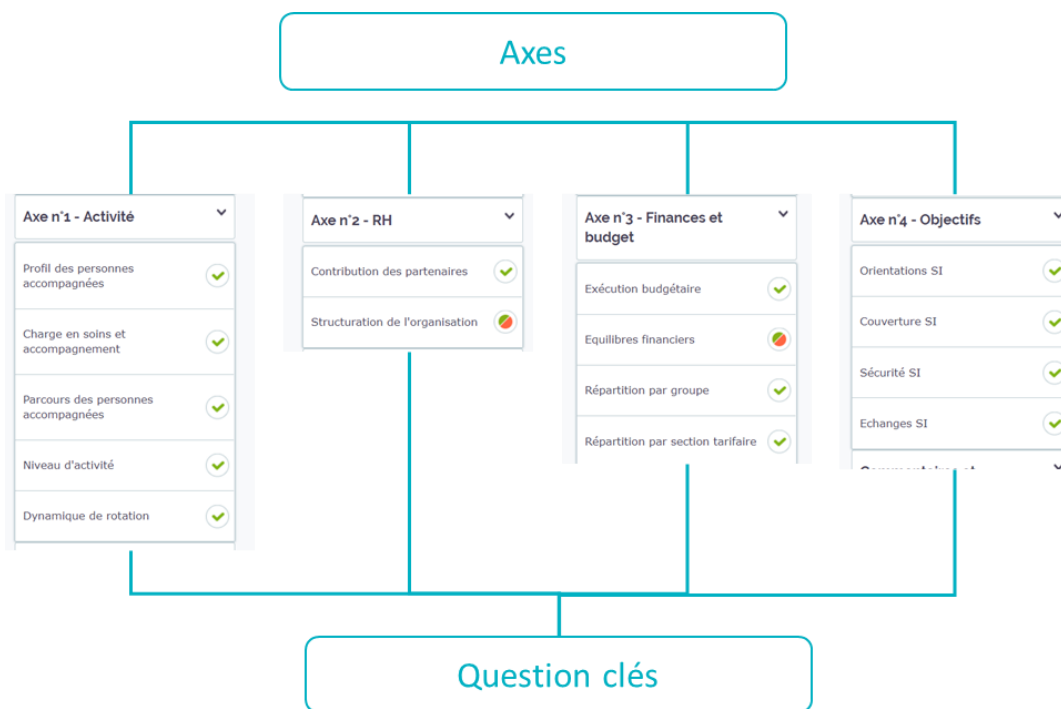 Axes
Axe n°1 - Activité
Profil des personnes
accompagnées
Charge en soins et
accompagnement
Parcours des personnes
accompagnées
Niveau d'activité
Dynamique de rotation
Axe n°2 - RH
Contribution des partenaires
Structuration de l'organisation
Axe n°3 - Finances et
budget
Exécution budgétaire
Equilibres financiers
Répartition par groupe
Répartition par section tarifaire
Axe n°4 - Objectifs
Orientations SI
Couverture SI
Sécurité SI
Echanges SI
Question clés